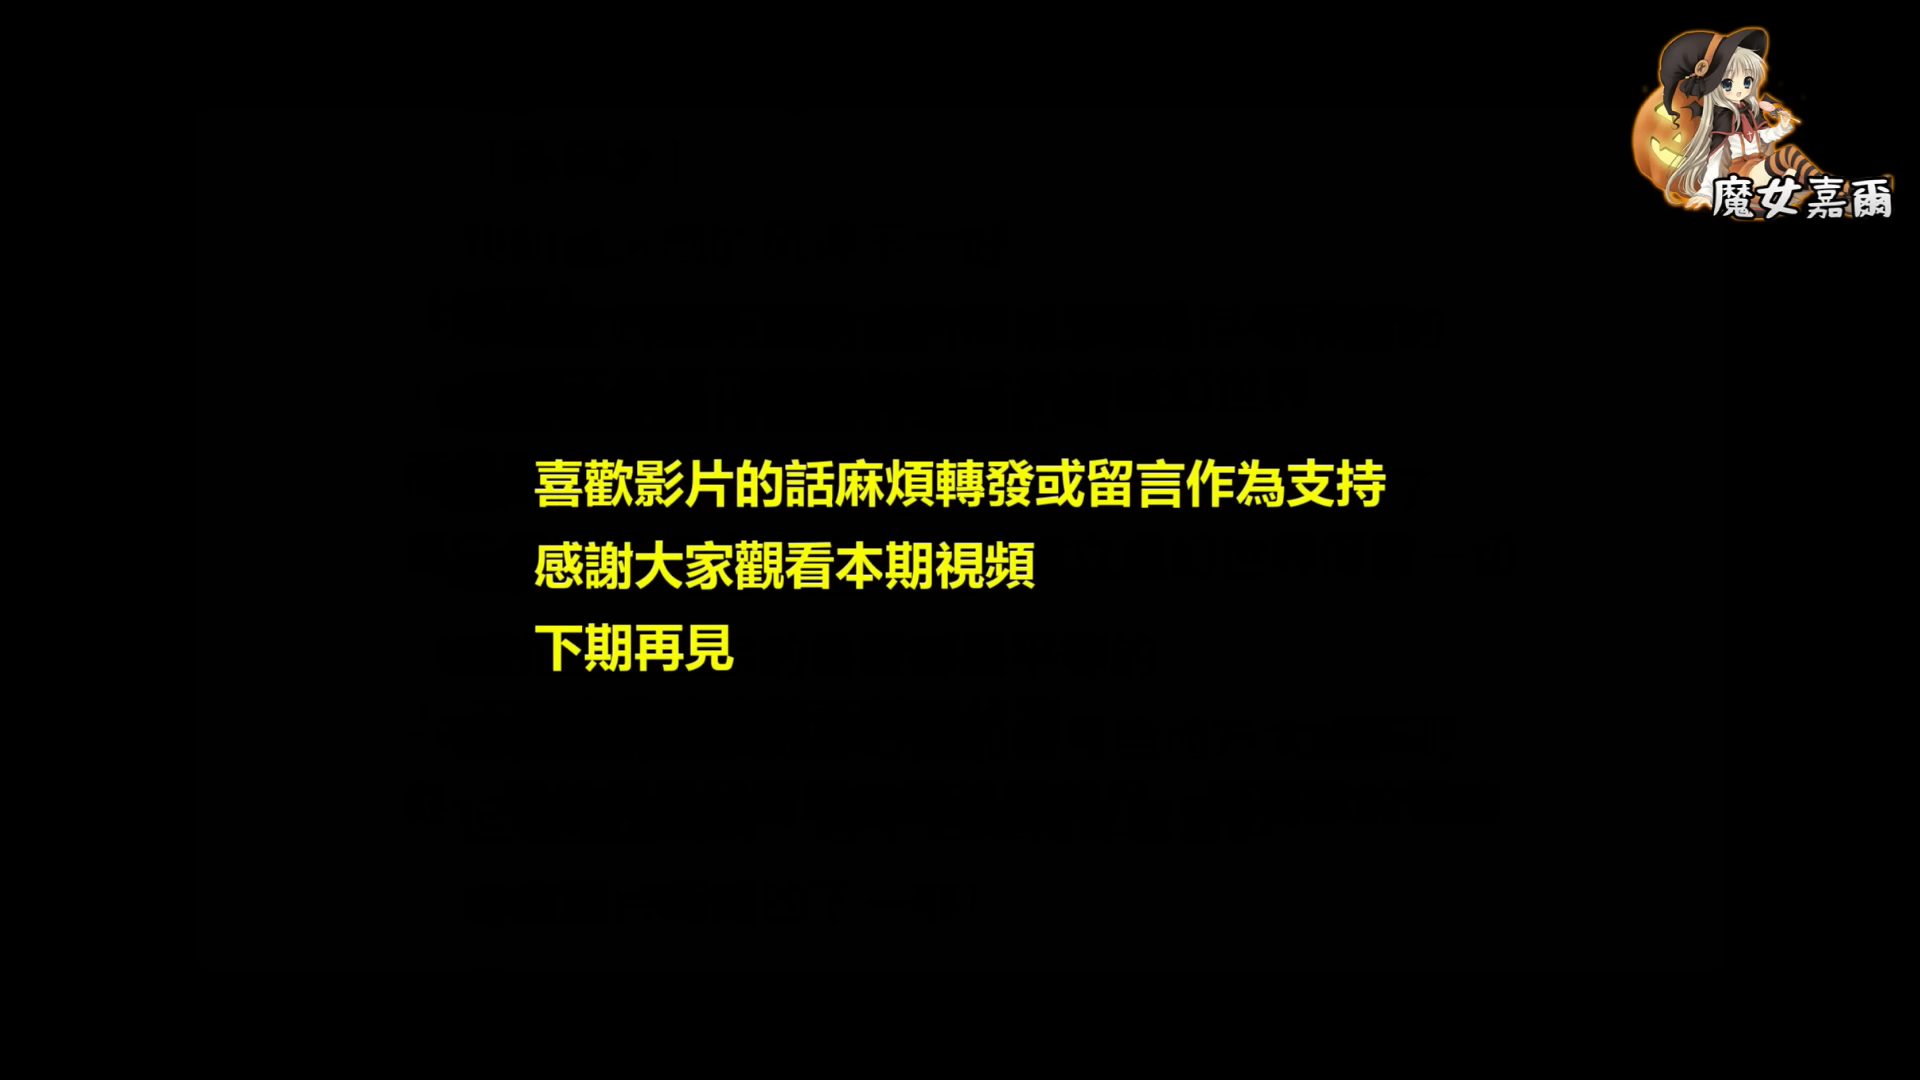 魔女嘉爾
喜歡影片的話麻煩轉發或留言作為支持
感謝大家觀看本期視頻
下期再見